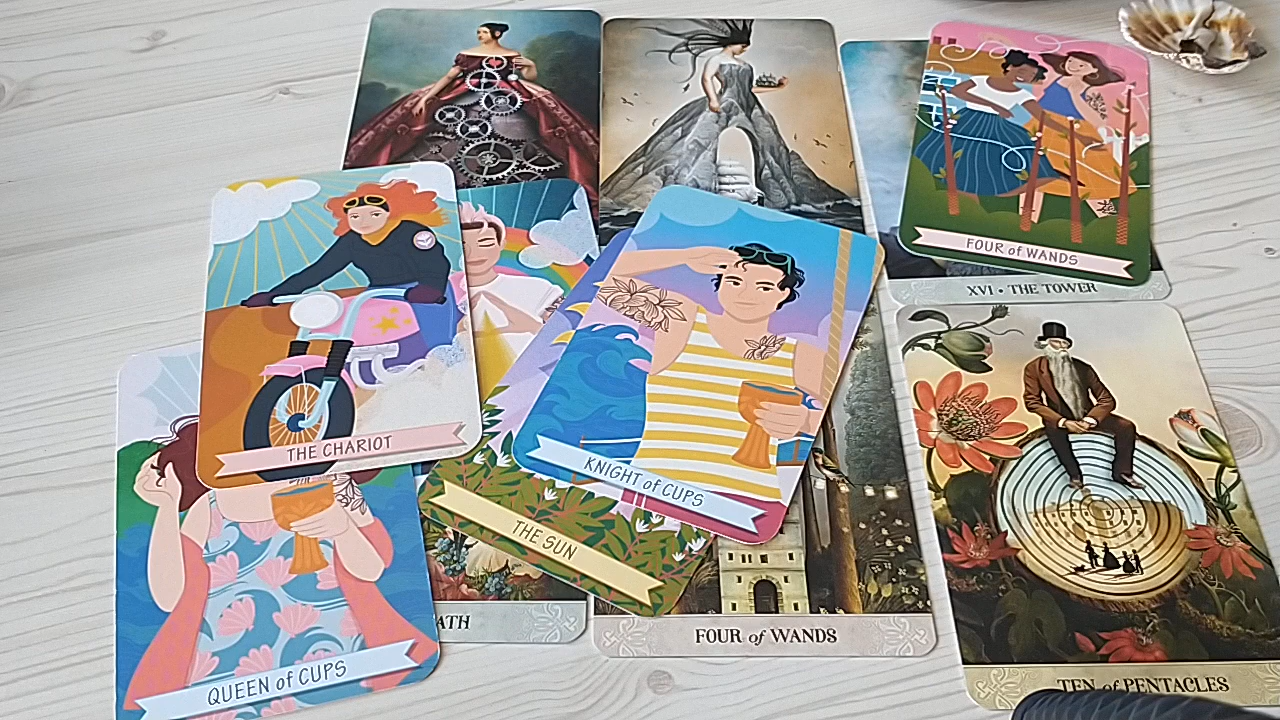 FOUR of WANDS
XVI • THE TOWER
THE CHARIOT
KNIGHT of CUPS
THE SUN
ATH
FOUR of WANDS
QUEEN of CUPS
TEN of PENTACLES